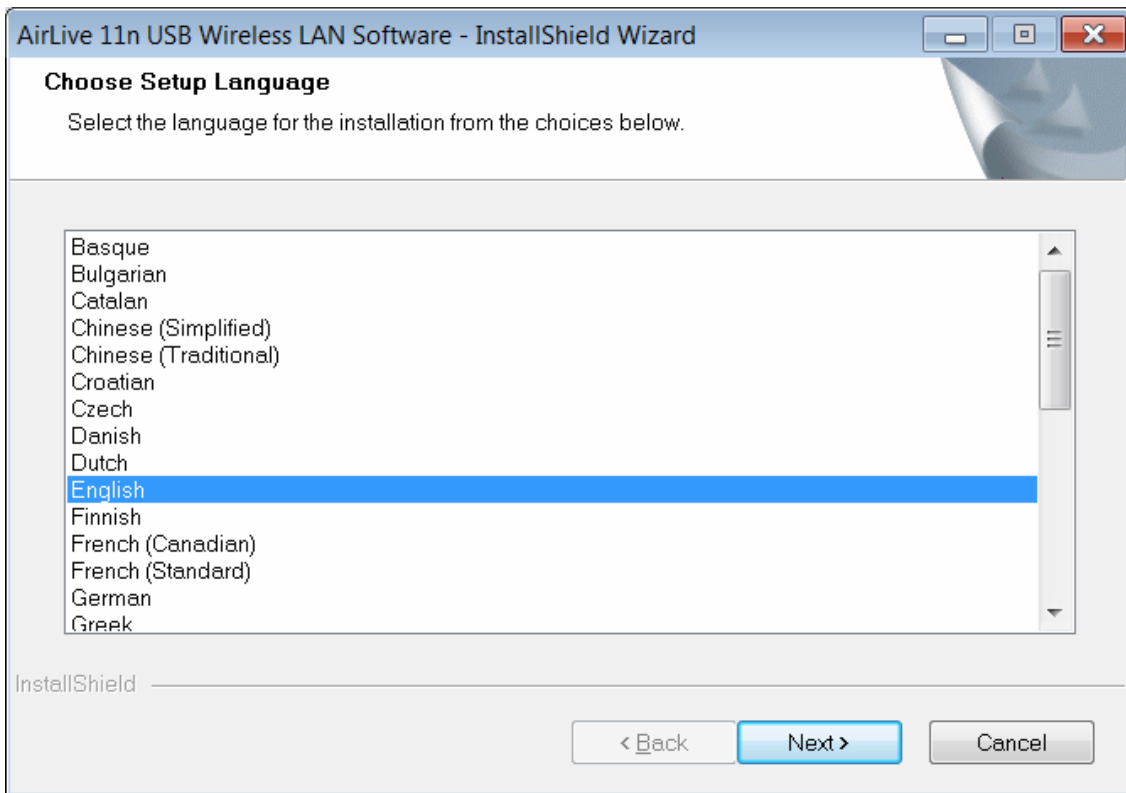 AirLive 11n USB Wireless LAN Software - InstallShield Wizard
Choose Setup Language
Select the language for the installation from the choices below.
Basque
Bulgarian
Catalan
Chinese (Simplified)
Chinese (Traditional)
Croatian
Czech
Danish
Dutch
English
Finnish
French (Canadian)
French (Standard)
German
Greek
InstallShield
< Back Next > Cancel